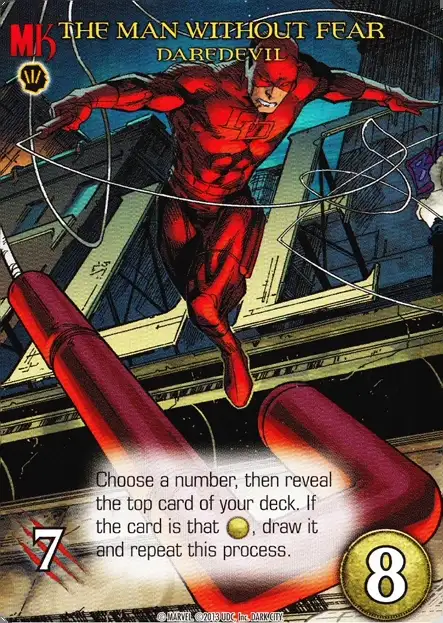 MK THE MAN WITHOUT FEAR
DAREDEVIL
DD
Choose a number, then reveal
the top card of your deck. If
the card is that , draw it
and repeat this process.
7
8
© MARVEL, ©2013 UDC, Inc. DARK CITY